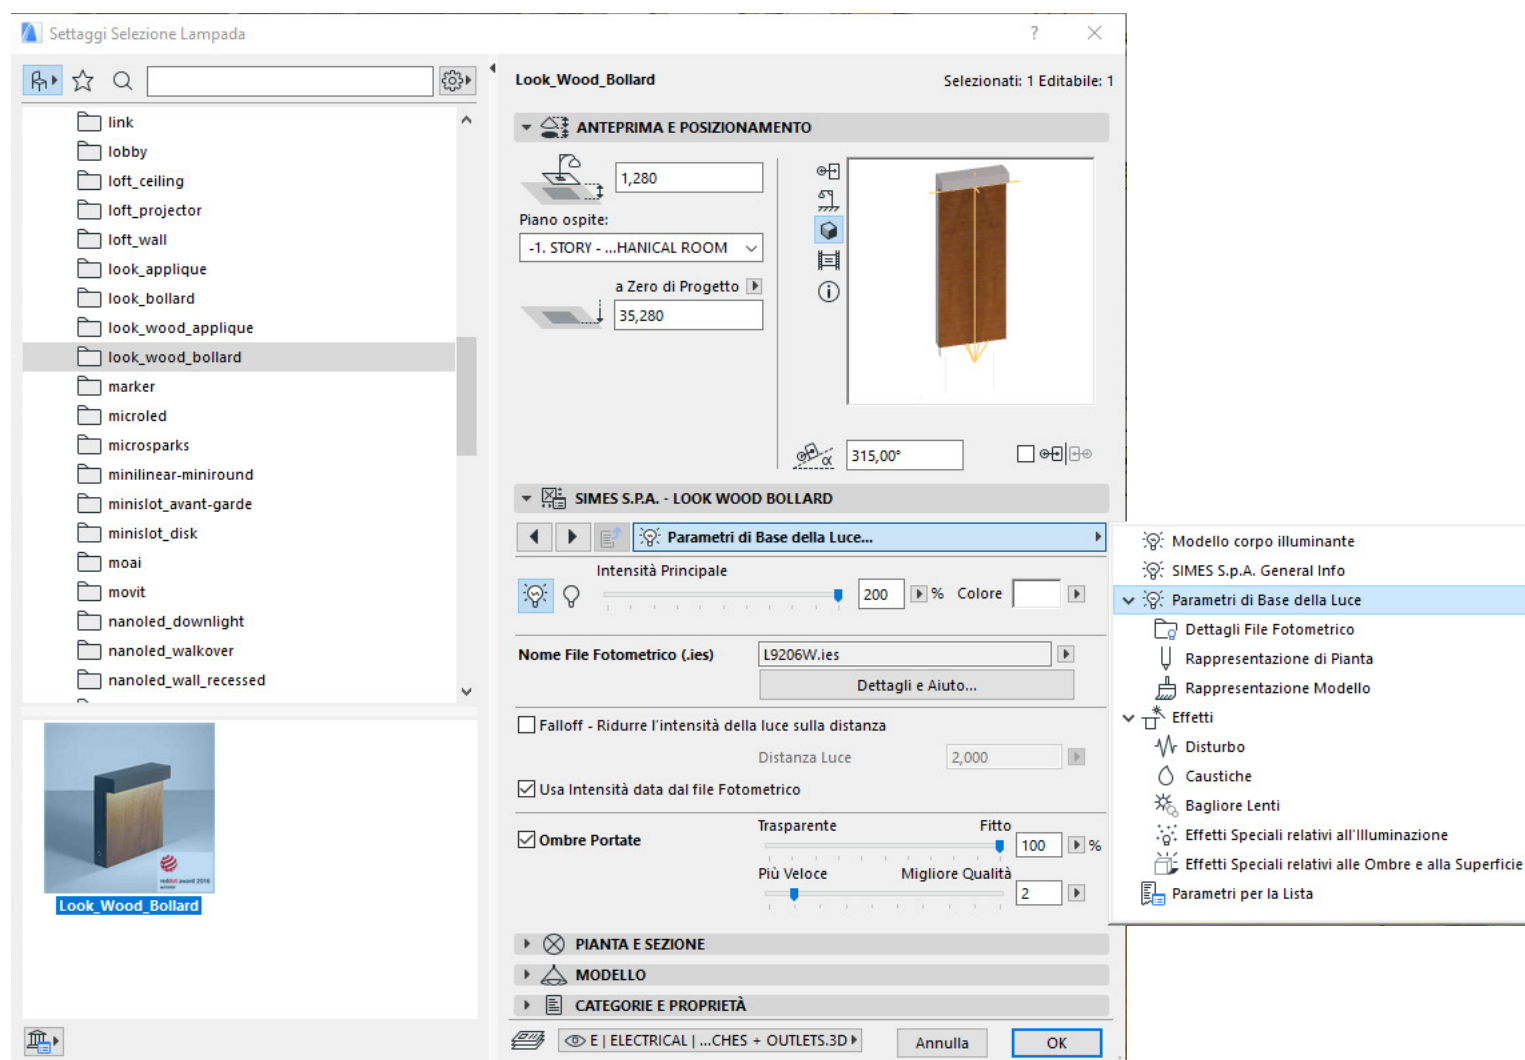 Settaggi Selezione Lampada
?
link
lobby
loft_ceiling
loft_projector
loft_wall
look_applique
look_bollard
look_wood_applique
look_wood_bollard
marker
microled
microsparks
minilinear-miniround
minislot_avant-garde
minislot_disk
moai
movit
nanoled_downlight
nanoled_walkover
nanoled_wall_recessed
reddot award 2016
winner
Look_Wood_Bollard
Look_Wood_Bollard
Selezionati: 1 Editabile: 1
ANTEPRIMA E POSIZIONAMENTO
1,280
Piano ospite:
-1. STORY - ...HANICAL ROOM
a Zero di Progetto
35,280
α
315,00°
SIMES S.P.A. - LOOK WOOD BOLLARD
Parametri di Base della Luce...
Intensità Principale
200
%
Colore
Nome File Fotometrico (.ies)
L9206W.ies
Dettagli e Aiuto...
Falloff - Ridurre l'intensità della luce sulla distanza
Distanza Luce
2,000
Usa Intensità data dal file Fotometrico
Ombre Portate
Trasparente
Fitto
100
%
Più Veloce
Migliore Qualità
2
PIANTA E SEZIONE
MODELLO
CATEGORIE E PROPRIETÀ
E | ELECTRICAL | ...CHES + OUTLETS.3D
Annulla
OK
Modello corpo illuminante
SIMES S.p.A. General Info
Parametri di Base della Luce
Dettagli File Fotometrico
Rappresentazione di Pianta
Rappresentazione Modello
Effetti
Disturbo
Caustiche
Bagliore Lenti
Effetti Speciali relativi all'Illuminazione
Effetti Speciali relativi alle Ombre e alla Superficie
Parametri per la Lista